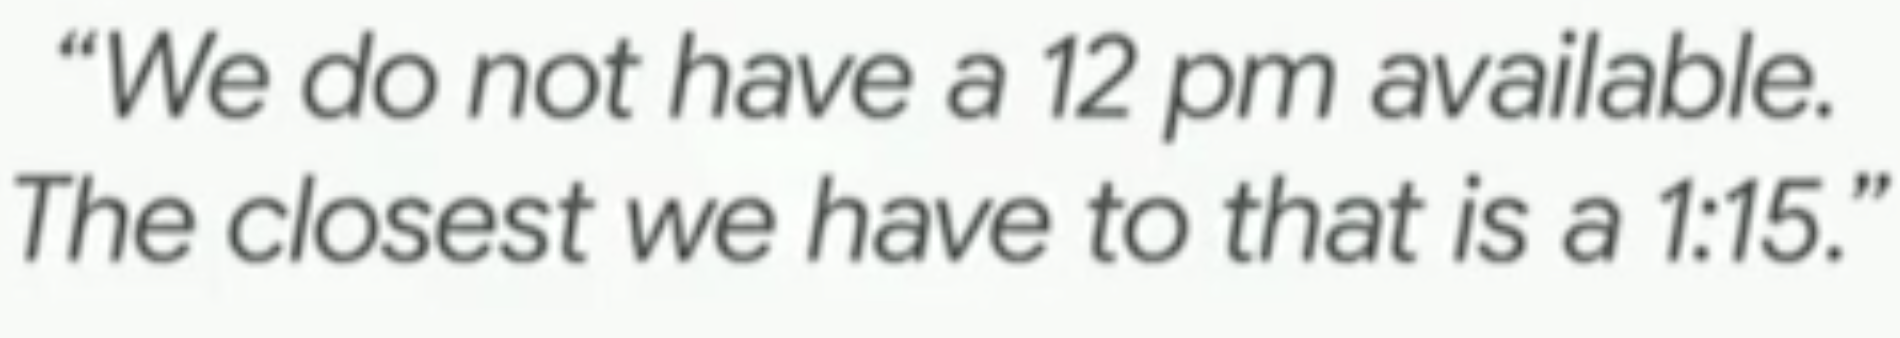 “We do not have a 12 pm available.
The closest we have to that is a 1:15.”